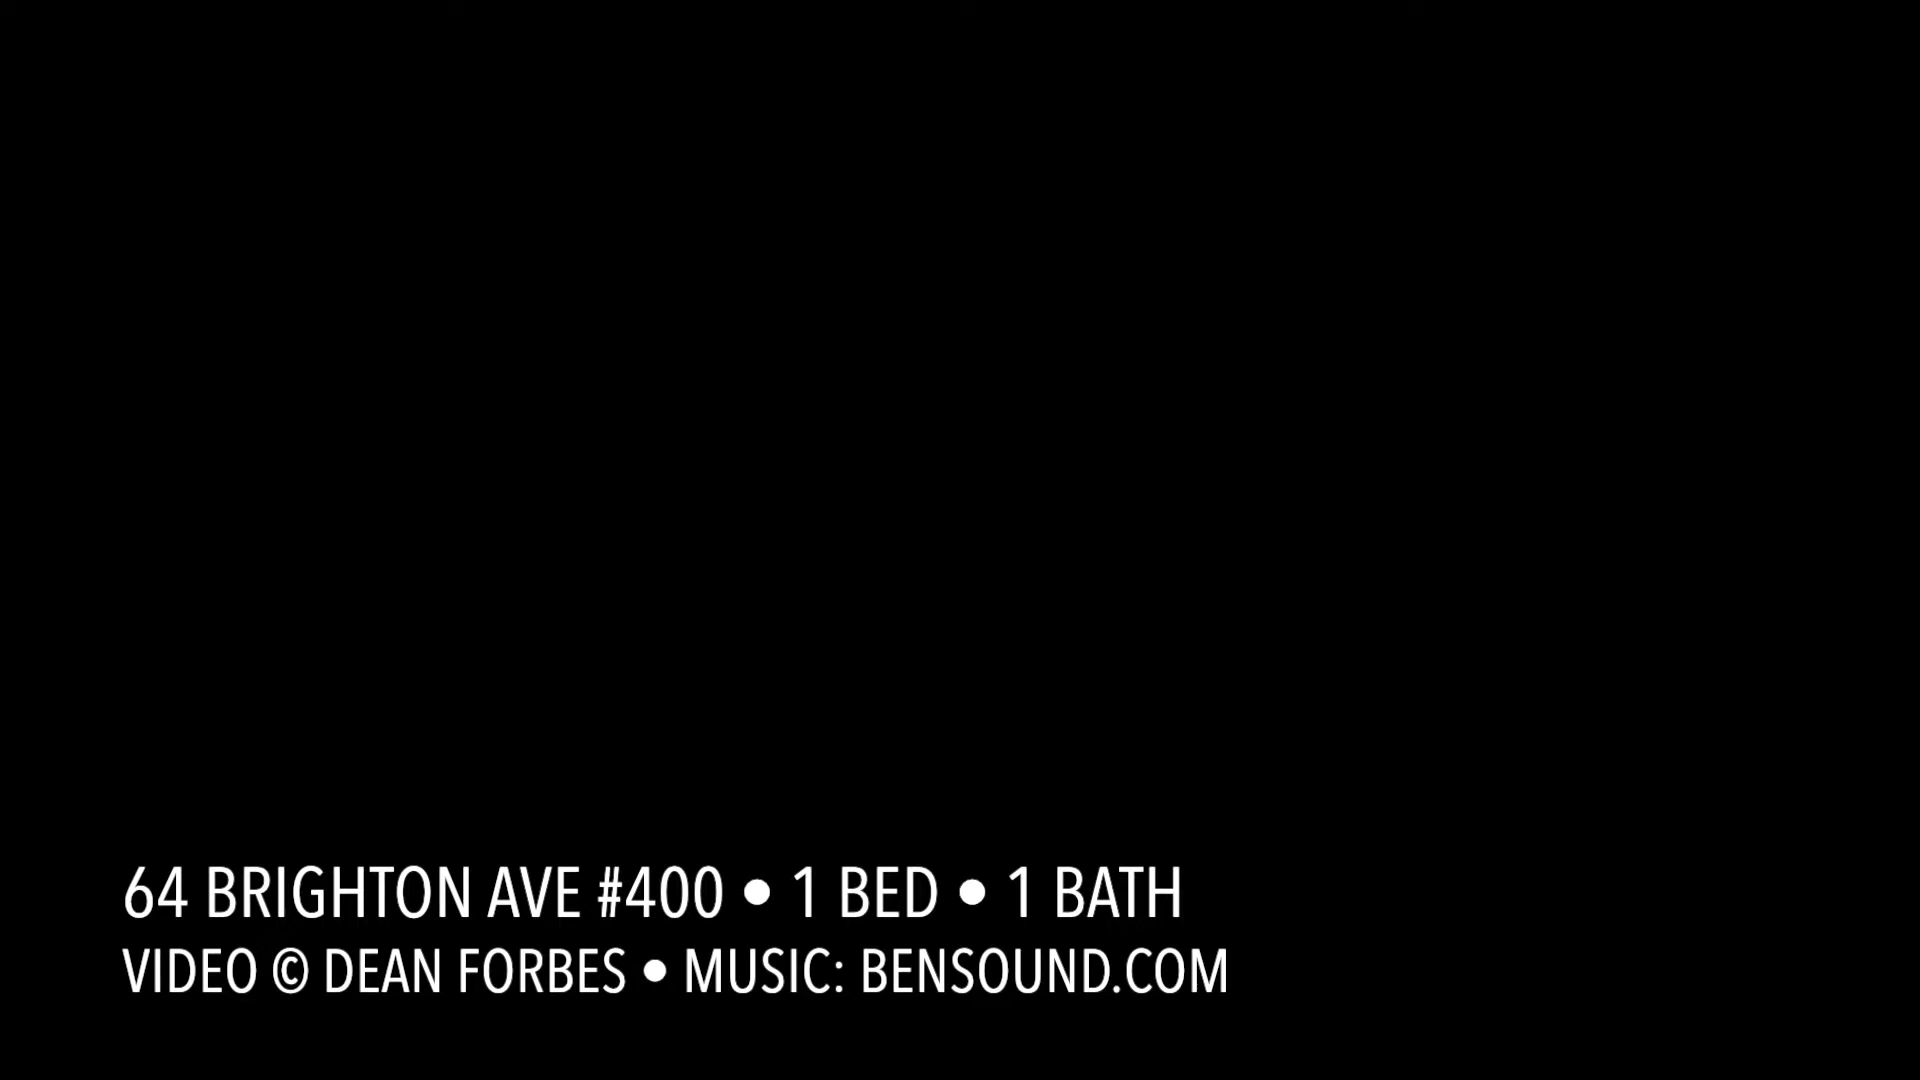 64 BRIGHTON AVE #400 • 1 BED • 1 BATH
VIDEO © DEAN FORBES • MUSIC: BENSOUND.COM